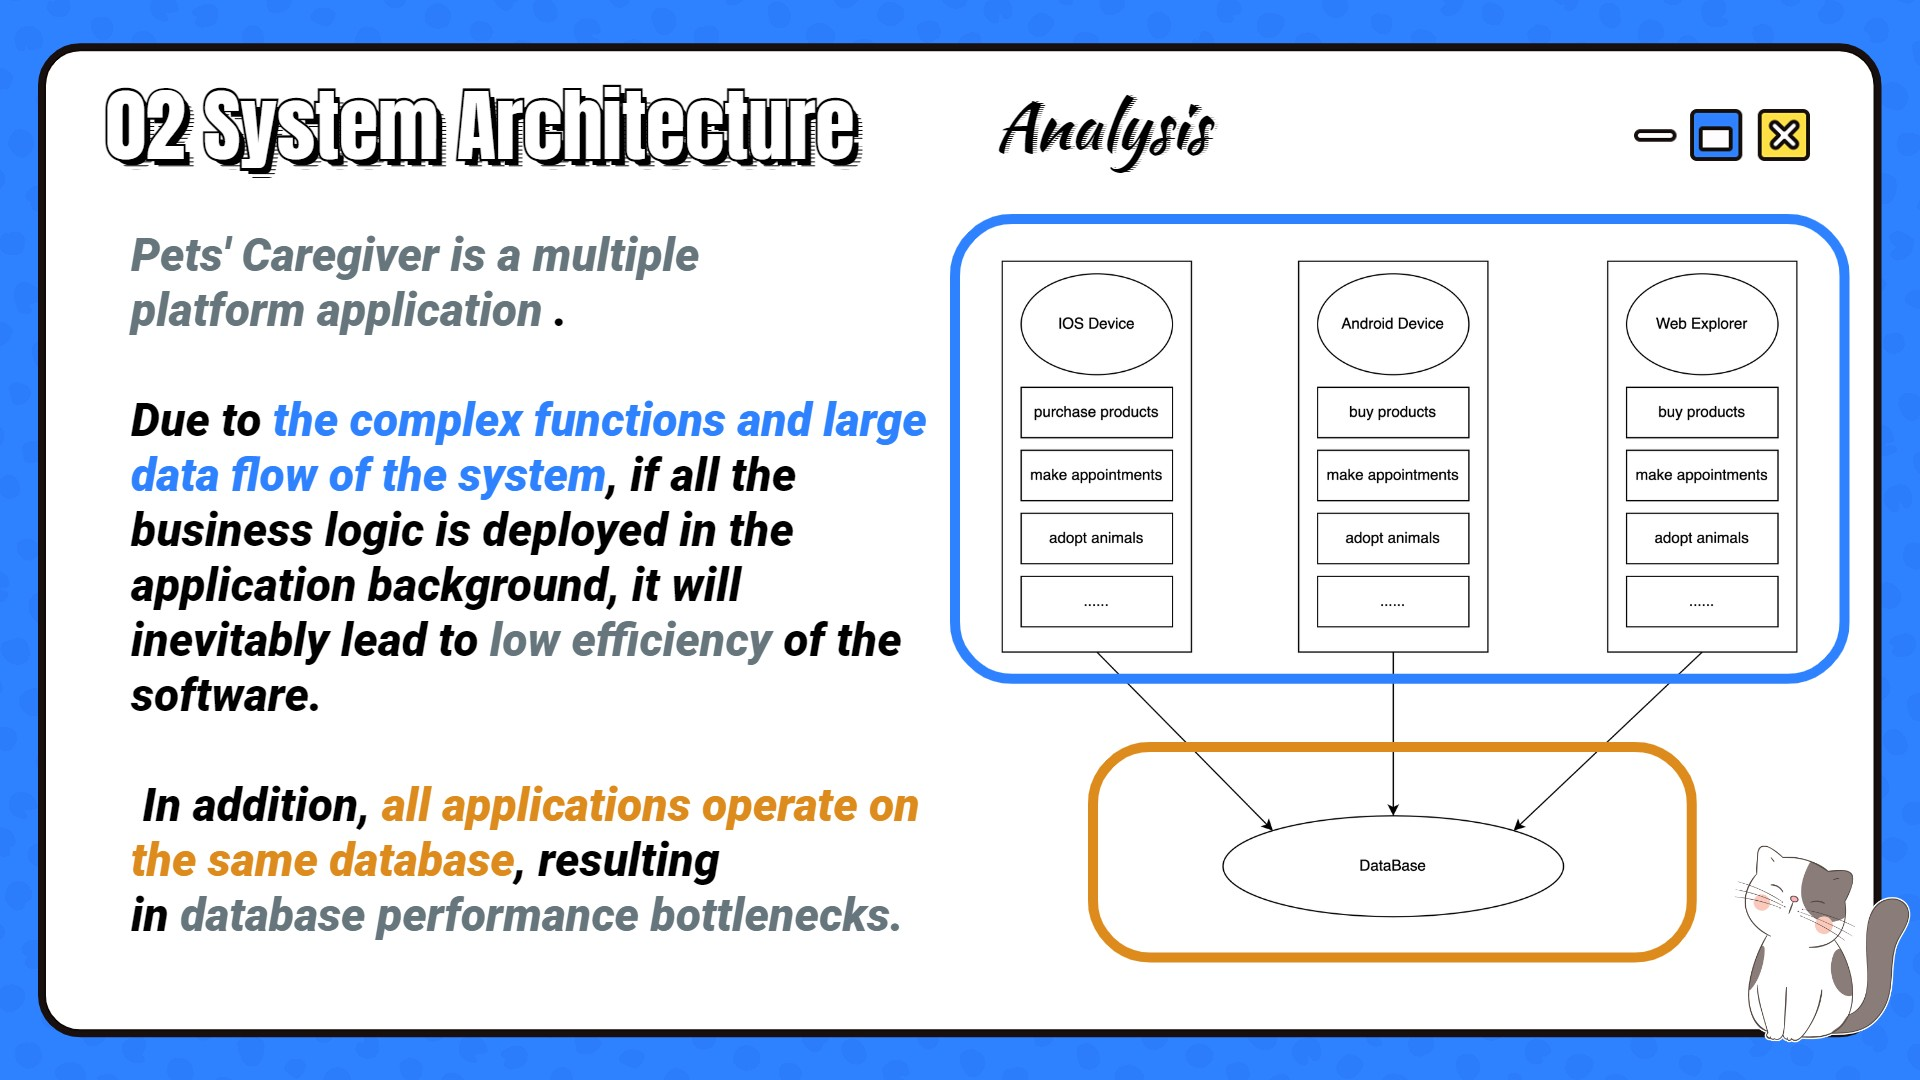 02 System Architecture
Analysis
Pets' Caregiver is a multiple
platform application .
Due to the complex functions and large
data flow of the system, if all the
business logic is deployed in the
application background, it will
inevitably lead to low efficiency of the
software.
In addition, all applications operate on
the same database, resulting
in database performance bottlenecks.
IOS Device
purchase products
make appointments
adopt animals
......
Android Device
buy products
make appointments
adopt animals
......
Web Explorer
buy products
make appointments
adopt animals
......
DataBase